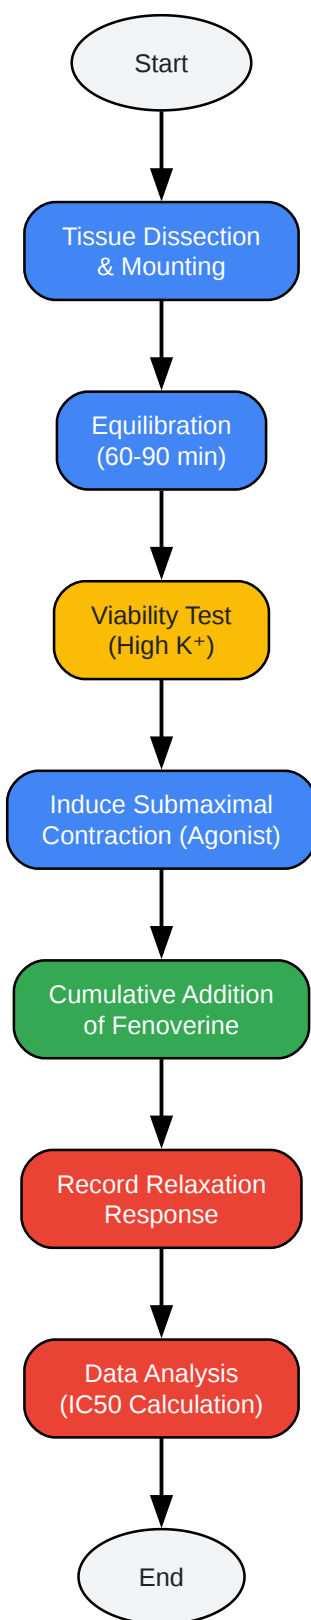 Start
Tissue Dissection
& Mounting
Equilibration
(60-90 min)
Viability Test
(High K⁺)
Induce Submaximal
Contraction (Agonist)
Cumulative Addition
of Fenoverine
Record Relaxation
Response
Data Analysis
(IC50 Calculation)
End